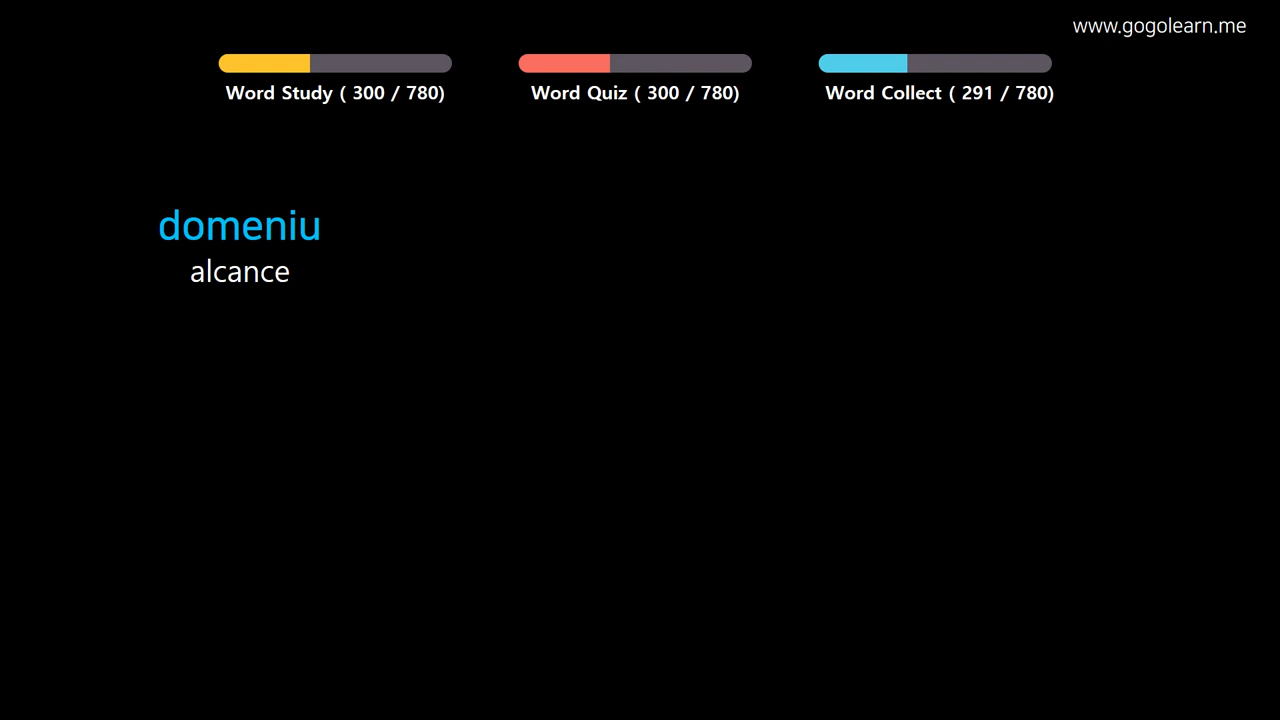 www.gogolearn.me
Word Study ( 300 / 780)
Word Quiz ( 300 / 780)
Word Collect ( 291 / 780)
domeniu
alcance